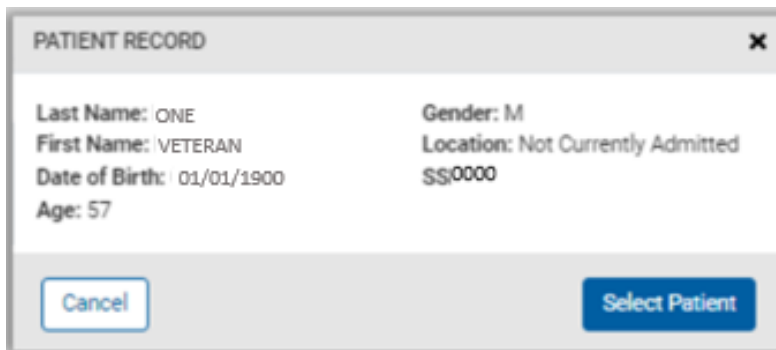 PATIENT RECORD ×
Last Name: ONE
First Name: VETERAN
Date of Birth: 01/01/1900
Age: 57
Gender: M
Location: Not Currently Admitted
SS 0000
Cancel
Select Patient